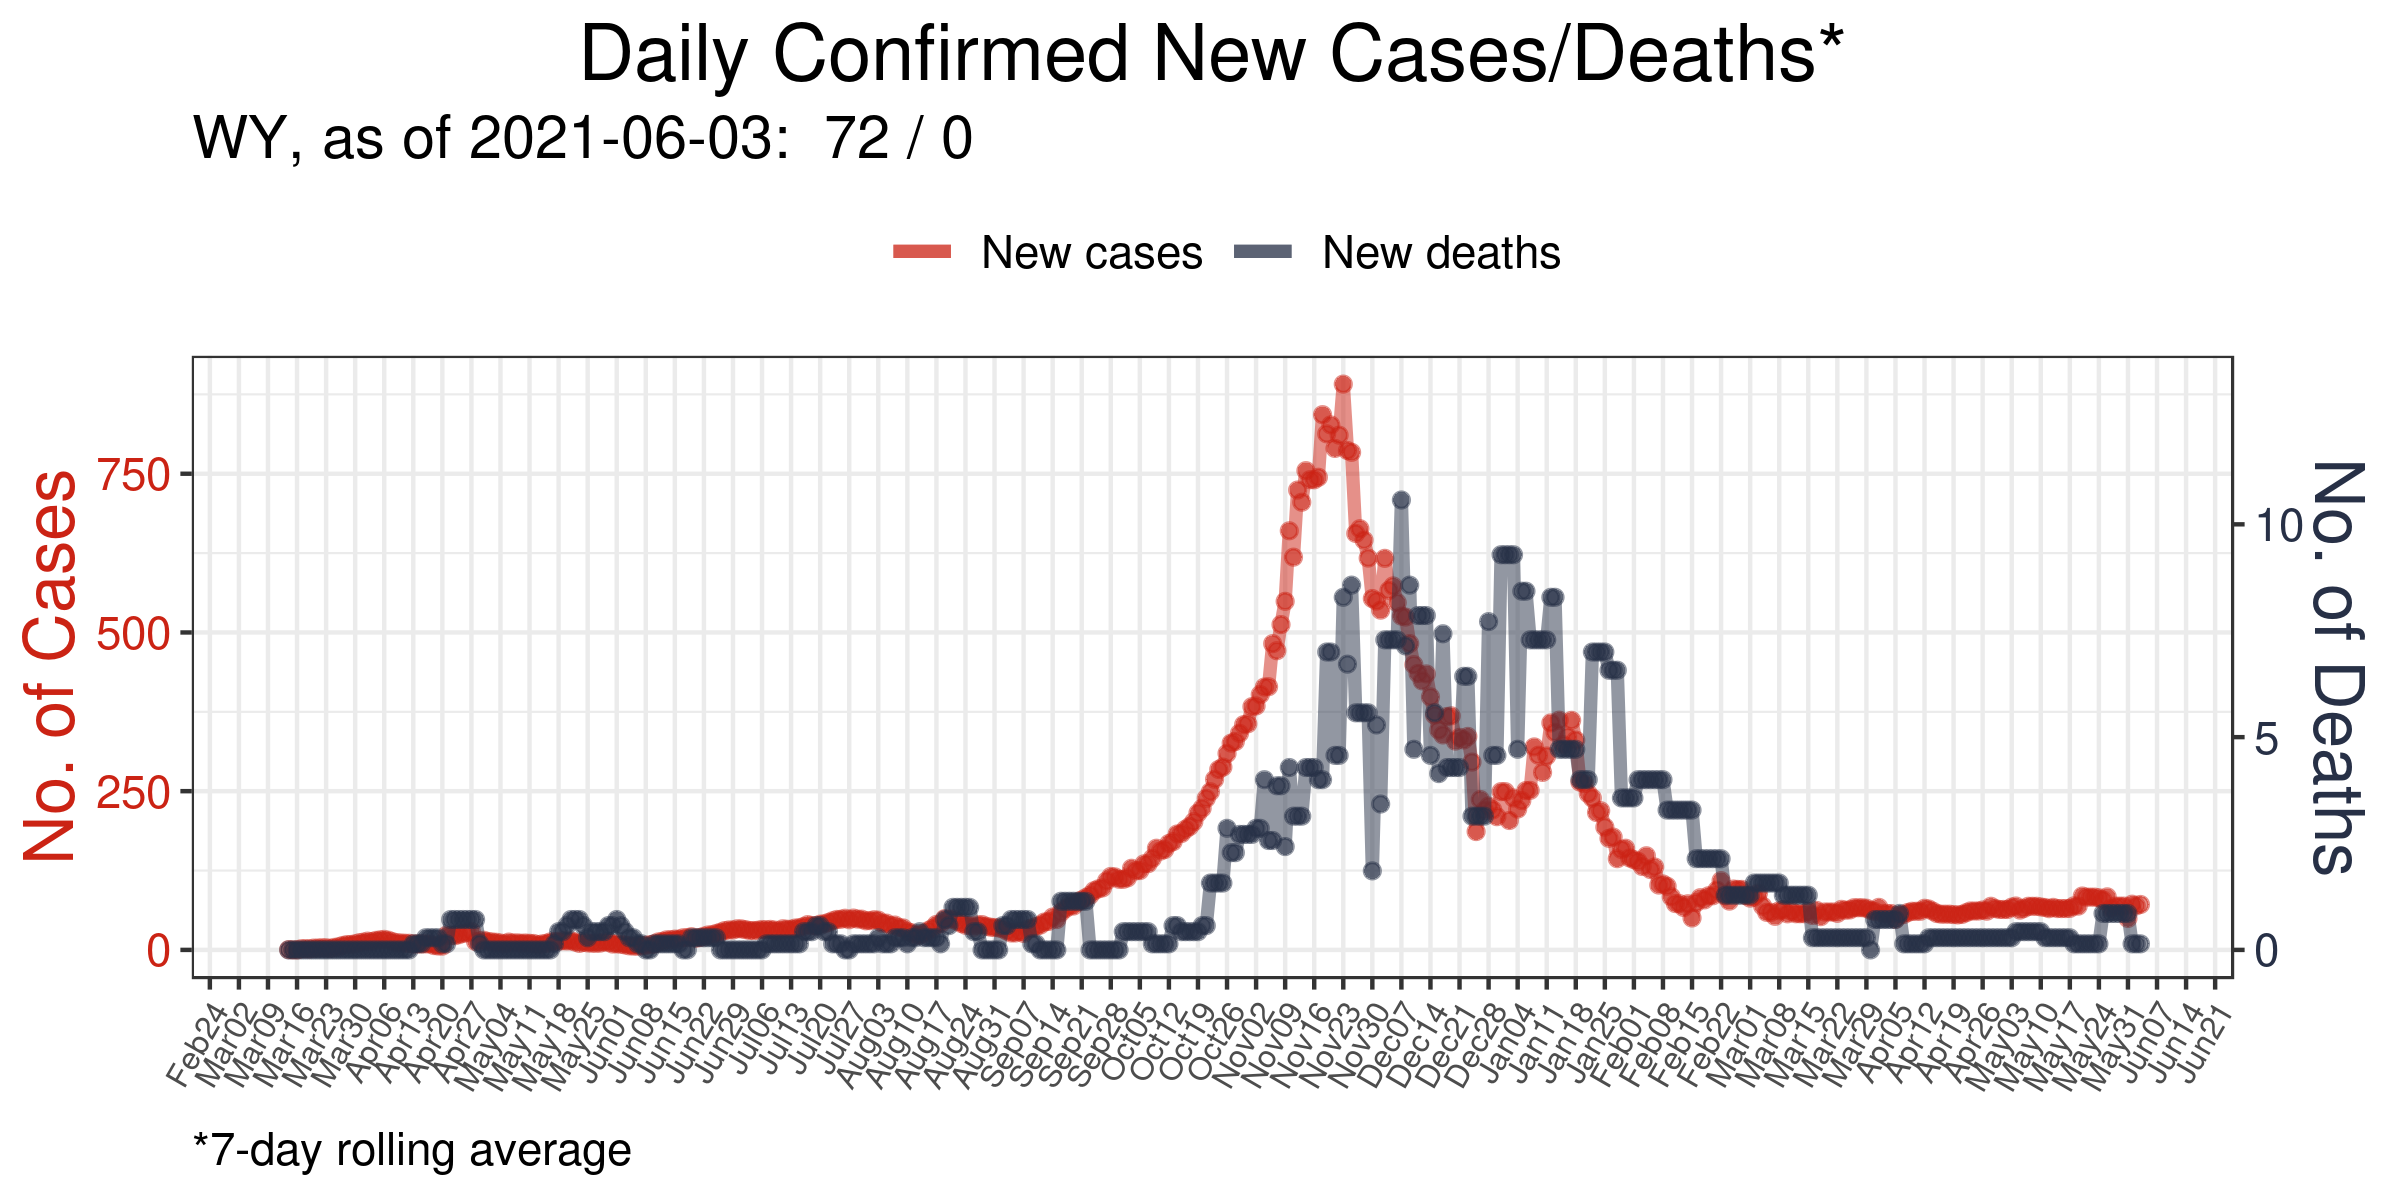 Daily Confirmed New Cases/Deaths*
WY, as of 2021-06-03:  72 / 0
New cases
New deaths
No. of Cases
750
500
250
0
No. of Deaths
10
5
0
Feb24
Mar02
Mar09
Mar16
Mar23
Mar30
Apr06
Apr13
Apr20
Apr27
May04
May11
May18
May25
Jun01
Jun08
Jun15
Jun22
Jun29
Jul06
Jul13
Jul20
Jul27
Aug03
Aug10
Aug17
Aug24
Aug31
Sep07
Sep14
Sep21
Sep28
Oct05
Oct12
Oct19
Oct26
Nov02
Nov09
Nov16
Nov23
Nov30
Dec07
Dec14
Dec21
Dec28
Jan04
Jan11
Jan18
Jan25
Feb01
Feb08
Feb15
Feb22
Mar01
Mar08
Mar15
Mar22
Mar29
Apr05
Apr12
Apr19
Apr26
May03
May10
May17
May24
May31
Jun07
Jun14
Jun21
*7-day rolling average